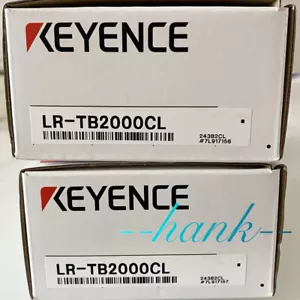 KEYENCE
LR-TB2000CL
243B2CL
#7L917156
KEYENCE
--hank--
LR-TB2000CL
243B2CL
#7L917157